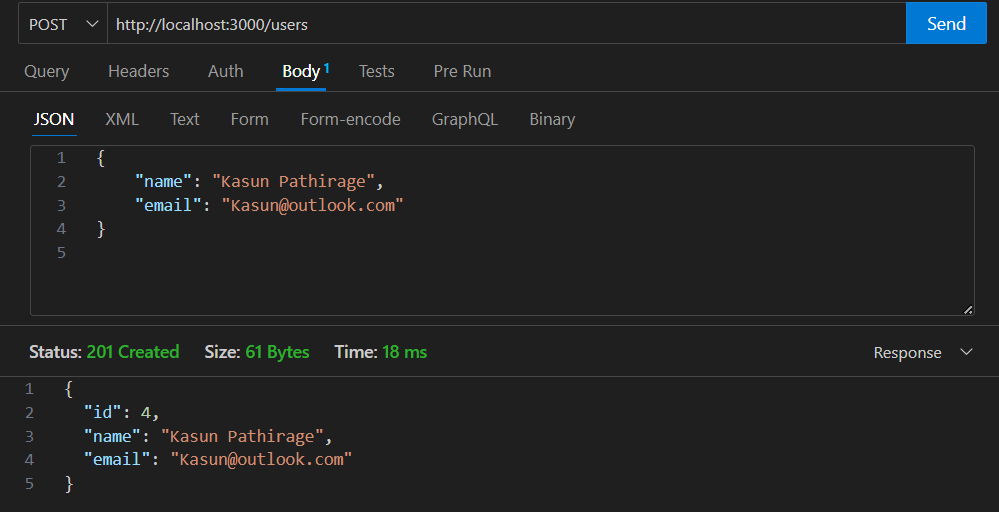 POST http://localhost:3000/users Send
Query Headers Auth Body 1 Tests Pre Run
JSON XML Text Form Form-encode GraphQL Binary
1 {
2 "name": "Kasun Pathirage",
3 "email": "Kasun@outlook.com"
4 }
5
Status: 201 Created Size: 61 Bytes Time: 18 ms Response
1 {
2 "id": 4,
3 "name": "Kasun Pathirage",
4 "email": "Kasun@outlook.com"
5 }